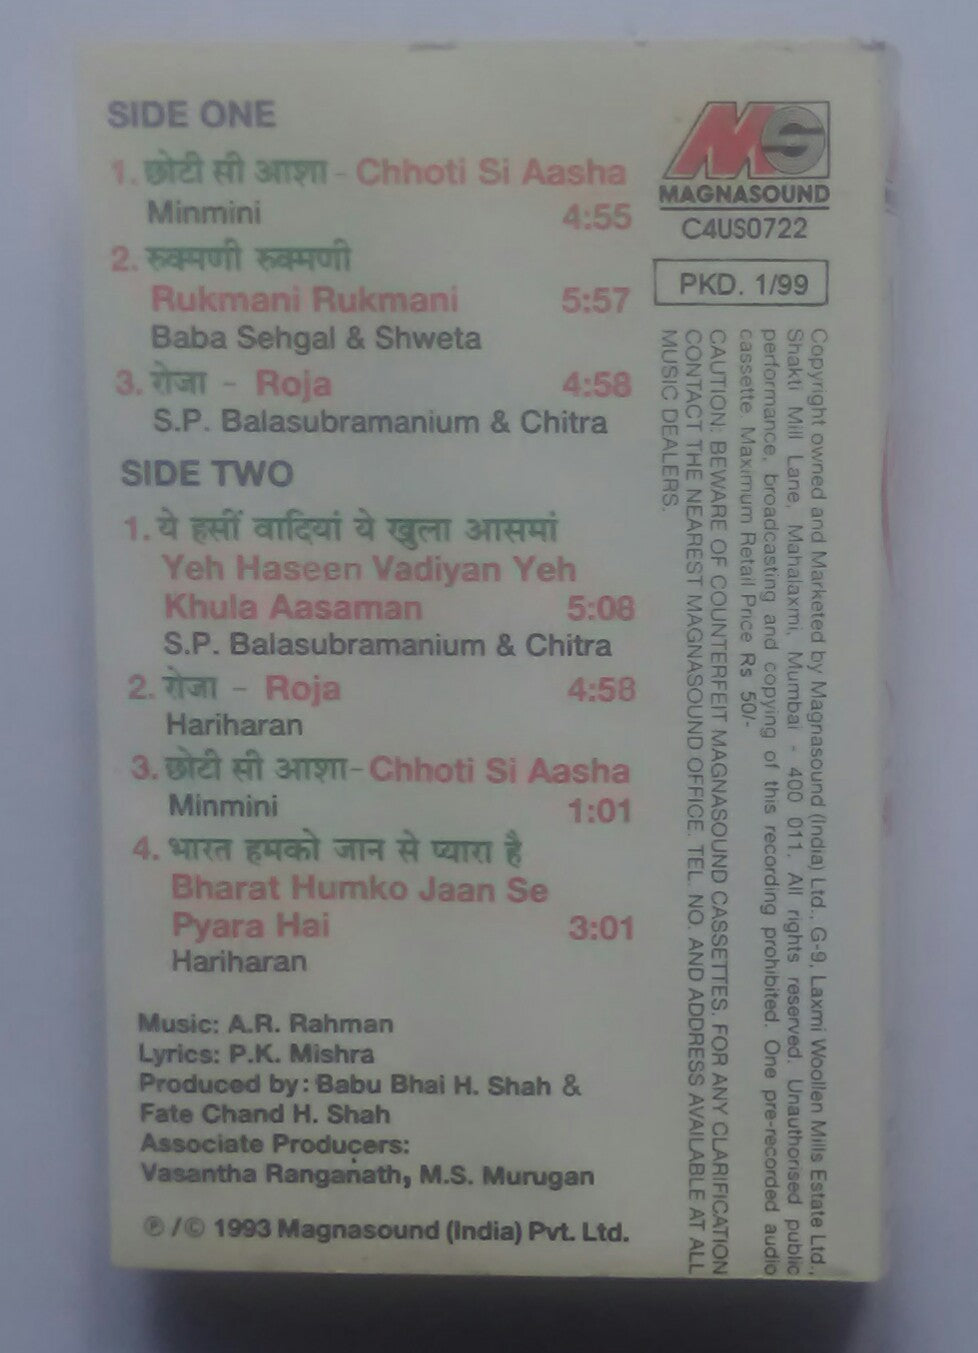 SIDE ONE
1. छोटी सी आशा - Chhoti Si Aasha
Minmini 4:55
2. रुक्मणी रुक्मणी
Rukmani Rukmani 5:57
Baba Sehgal & Shweta
3. रोजा - Roja 4:58
S.P. Balasubramanium & Chitra
SIDE TWO
1. ये हसीं वादियां ये खुला आसमां
Yeh Haseen Vadiyan Yeh
Khula Aasaman 5:08
S.P. Balasubramanium & Chitra
2. रोजा - Roja 4:58
Hariharan
3. छोटी सी आशा - Chhoti Si Aasha
Minmini 1:01
4. भारत हमको जान से प्यारा है
Bharat Humko Jaan Se
Pyara Hai 3:01
Hariharan
Music: A.R. Rahman
Lyrics: P.K. Mishra
Produced by: Babu Bhai H. Shah &
Fate Chand H. Shah
Associate Producers:
Vasantha Ranganath, M.S. Murugan
℗/© 1993 Magnasound (India) Pvt. Ltd.
MG
MAGNASOUND
C4US0722
PKD. 1/99
Copyright owned and Marketed by Magnasound (India) Ltd., G-9, Laxmi Woollen Mills Estate Ltd.,
Shakti Mill Lane, Mahalaxmi, Mumbai - 400 011. All rights reserved. Unauthorised public
performance, broadcasting and copying of this recording prohibited. One pre-recorded audio
cassette. Maximum Retail Price Rs 50/-
CAUTION: BEWARE OF COUNTERFEIT MAGNASOUND CASSETTES. FOR ANY CLARIFICATION
CONTACT THE NEAREST MAGNASOUND OFFICE. TEL. NO. AND ADDRESS AVAILABLE AT ALL
MUSIC DEALERS.